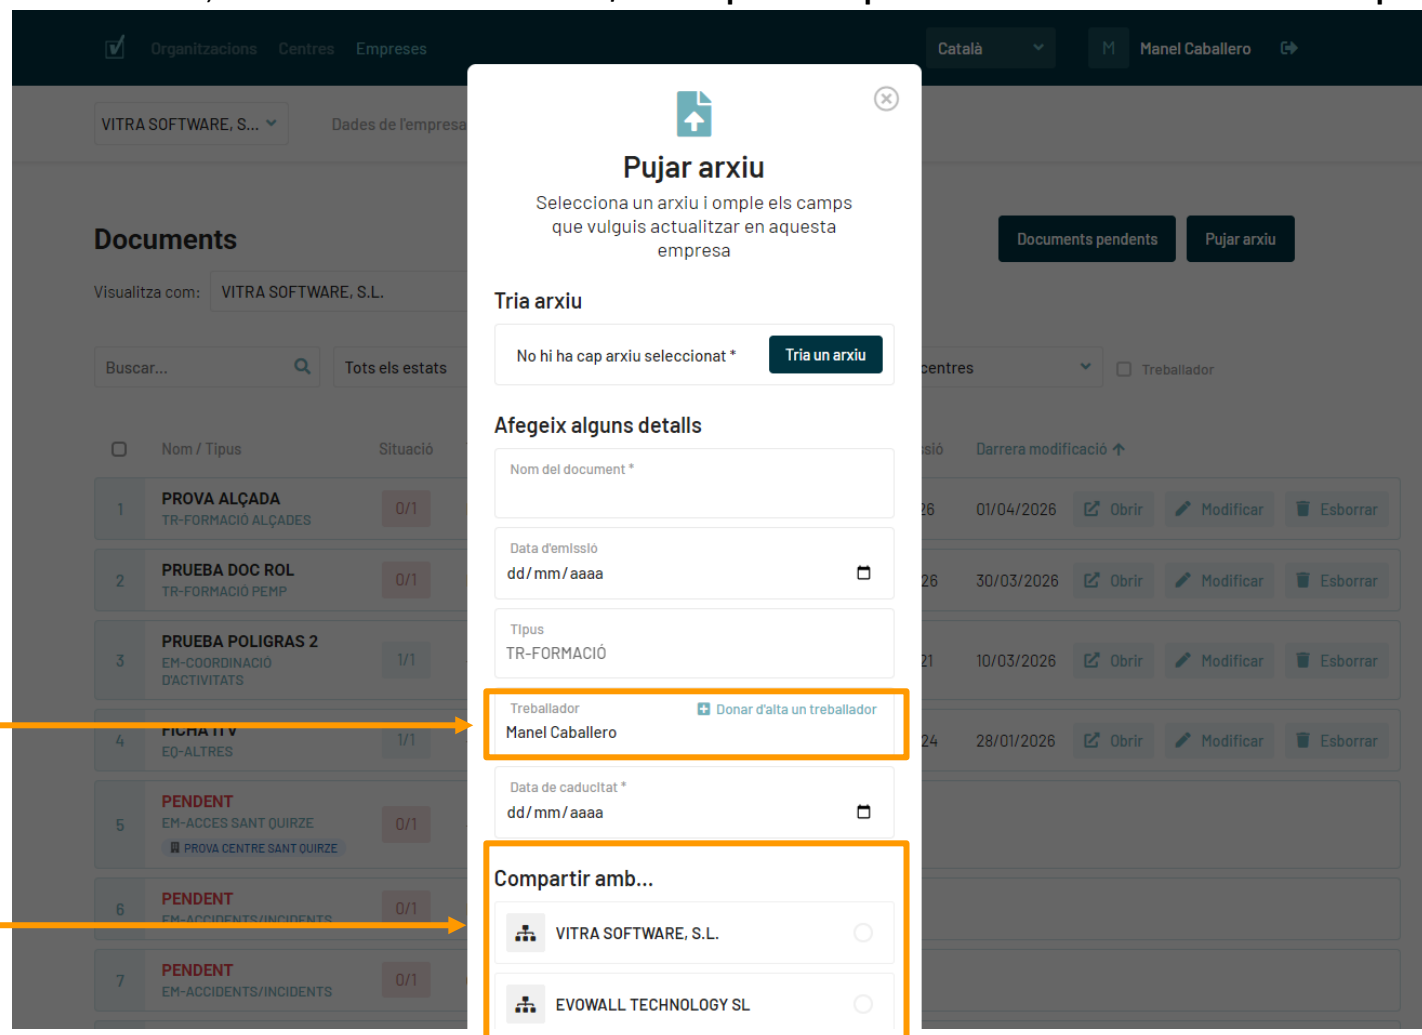 Organitzacions Centres Empreses Català M Manel Caballero
VITRA SOFTWARE, S... Dades de l'empresa
Pujar arxiu
Selecciona un arxiu i omple els camps
que vulguis actualitzar en aquesta
empresa
Documents Documents pendents Pujar arxiu
Visualitza com: VITRA SOFTWARE, S.L.
Tria arxiu
No hi ha cap arxiu seleccionat * Tria un arxiu
Buscar... Tots els estats centres Treballador
Afegeix alguns detalls
Nom / Tipus Situació Darrera modificació
Nom del document *
1 PROVA ALÇADA 0/1 26 01/04/2026 Obrir Modificar Esborrar
TR-FORMACIÓ ALÇADES
Data d'emissió
dd/mm/aaaa
2 PRUEBA DOC ROL 0/1 26 30/03/2026 Obrir Modificar Esborrar
TR-FORMACIÓ PEMP
Tipus
TR-FORMACIÓ
3 PRUEBA POLIGRAS 2 1/1 21 10/03/2026 Obrir Modificar Esborrar
EM-COORDINACIÓ
D'ACTIVITATS
Treballador Donar d'alta un treballador
Manel Caballero
4 FICHA ITV 1/1 24 28/01/2026 Obrir Modificar Esborrar
EQ-ALTRES
Data de caducitat *
dd/mm/aaaa
5 PENDENT 0/1
EM-ACCES SANT QUIRZE
PROVA CENTRE SANT QUIRZE
Compartir amb...
6 PENDENT 0/1
EM-ACCIDENTS/INCIDENTS
VITRA SOFTWARE, S.L.
7 PENDENT 0/1
EM-ACCIDENTS/INCIDENTS
EVOWALL TECHNOLOGY SL